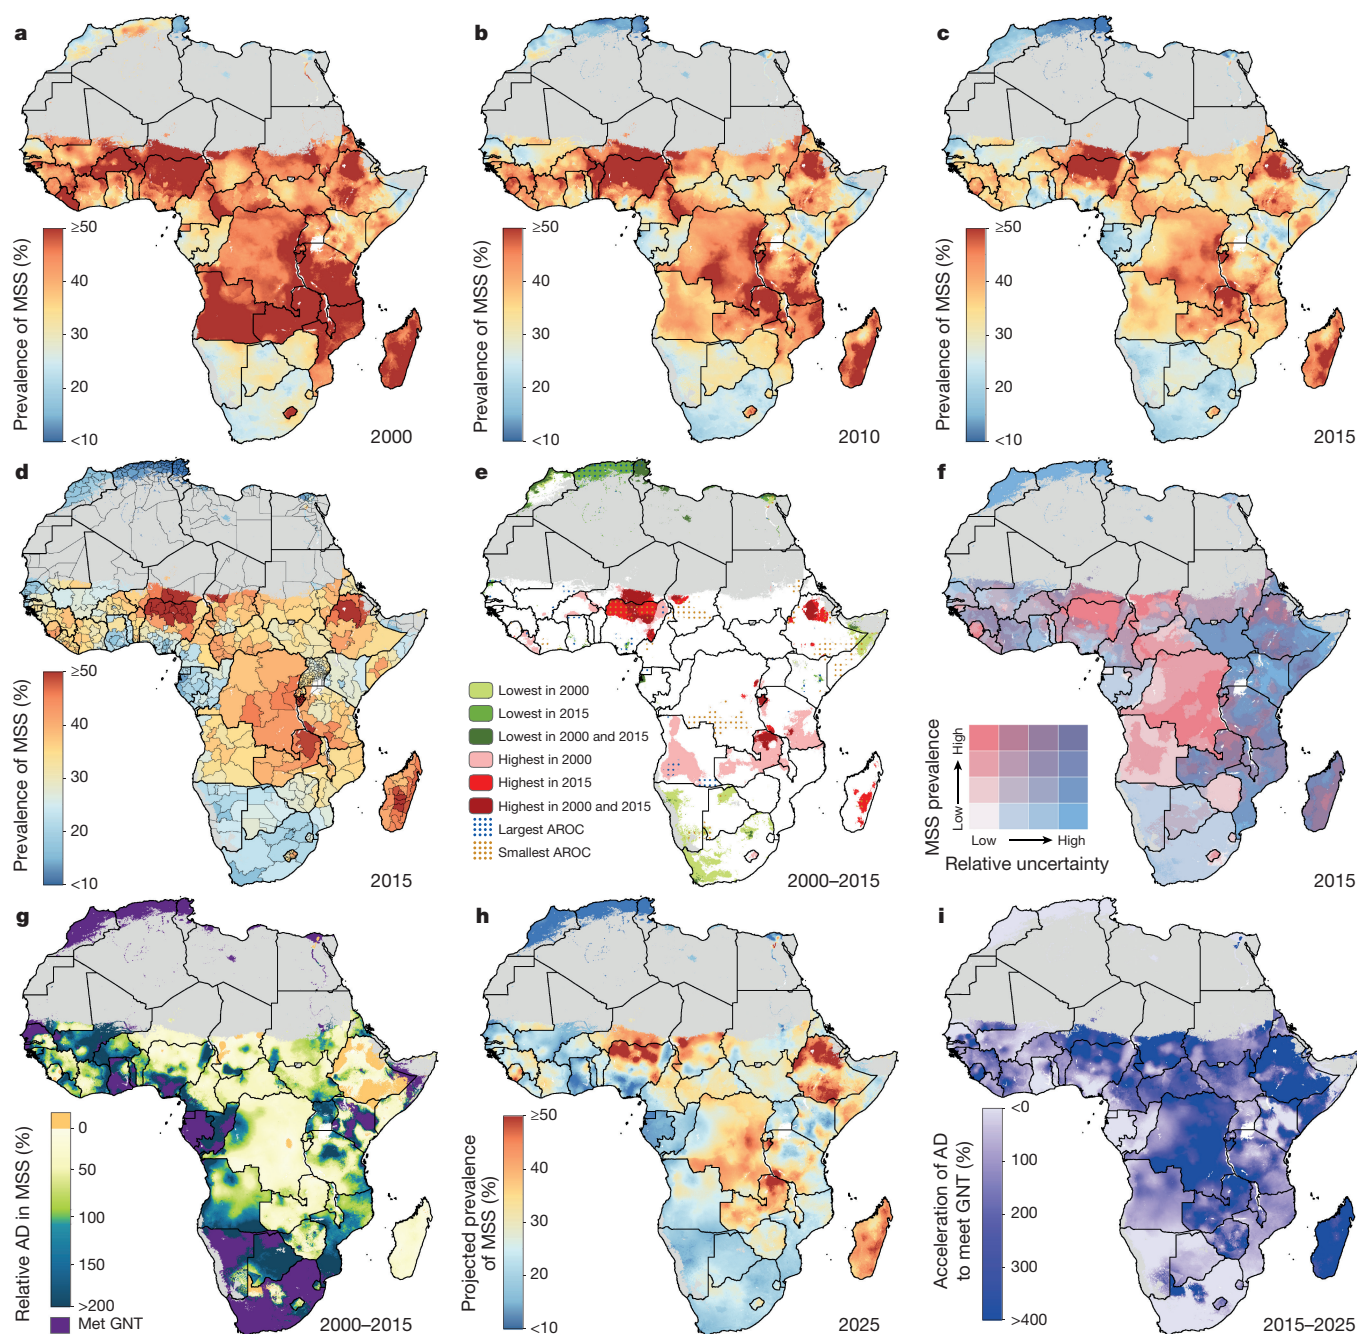 a
Prevalence of MSS (%)
≥50
40
30
20
<10
2000
b
Prevalence of MSS (%)
≥50
40
30
20
<10
2010
c
Prevalence of MSS (%)
≥50
40
30
20
<10
2015
d
Prevalence of MSS (%)
≥50
40
30
20
<10
2015
e
Lowest in 2000
Lowest in 2015
Lowest in 2000 and 2015
Highest in 2000
Highest in 2015
Highest in 2000 and 2015
Largest AROC
Smallest AROC
2000–2015
f
MSS prevalence
High
Low
Low
High
Relative uncertainty
2015
g
Relative AD in MSS (%)
0
50
100
150
>200
Met GNT
2000–2015
h
Projected prevalence
of MSS (%)
≥50
40
30
20
<10
2025
i
Acceleration of AD
to meet GNT (%)
<0
100
200
300
>400
2015–2025